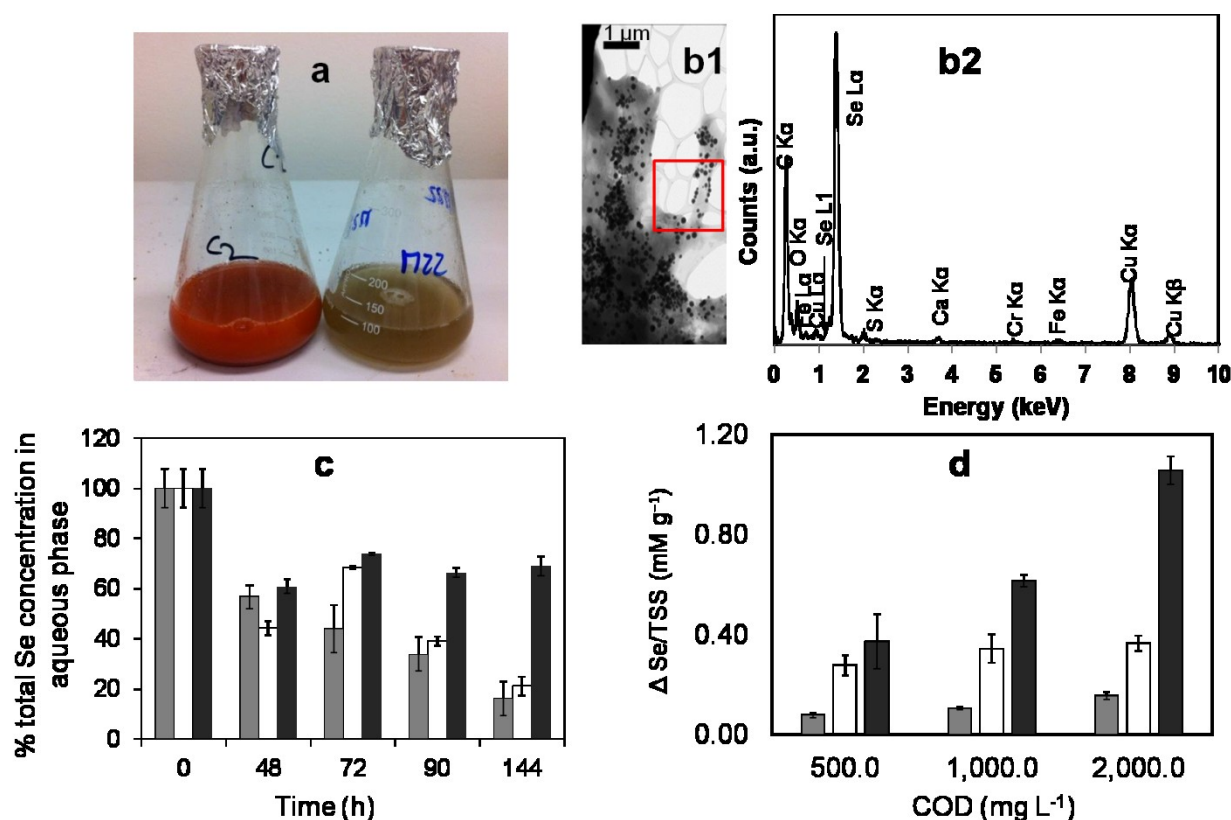 a
C2
C2
M22
200
150
100
1 µm
b1
b2
Counts (a.u.)
C Kα
O Kα
Fe Lα
Cu Lα
Se L1
Se Lα
S Kα
Ca Kα
Cr Kα
Fe Kα
Cu Kα
Cu Kβ
0 1 2 3 4 5 6 7 8 9 10
Energy (keV)
c
% total Se concentration in
aqueous phase
120
100
80
60
40
20
0
0 48 72 90 144
Time (h)
d
Δ Se/TSS (mM g⁻¹)
1.20
0.80
0.40
0.00
500.0 1,000.0 2,000.0
COD (mg L⁻¹)